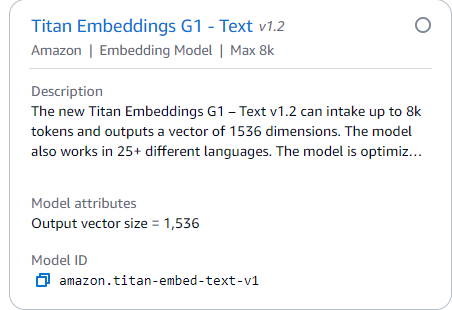 Titan Embeddings G1 - Text v1.2
Amazon | Embedding Model | Max 8k
Description
The new Titan Embeddings G1 – Text v1.2 can intake up to 8k
tokens and outputs a vector of 1536 dimensions. The model
also works in 25+ different languages. The model is optimiz...
Model attributes
Output vector size = 1,536
Model ID
amazon.titan-embed-text-v1